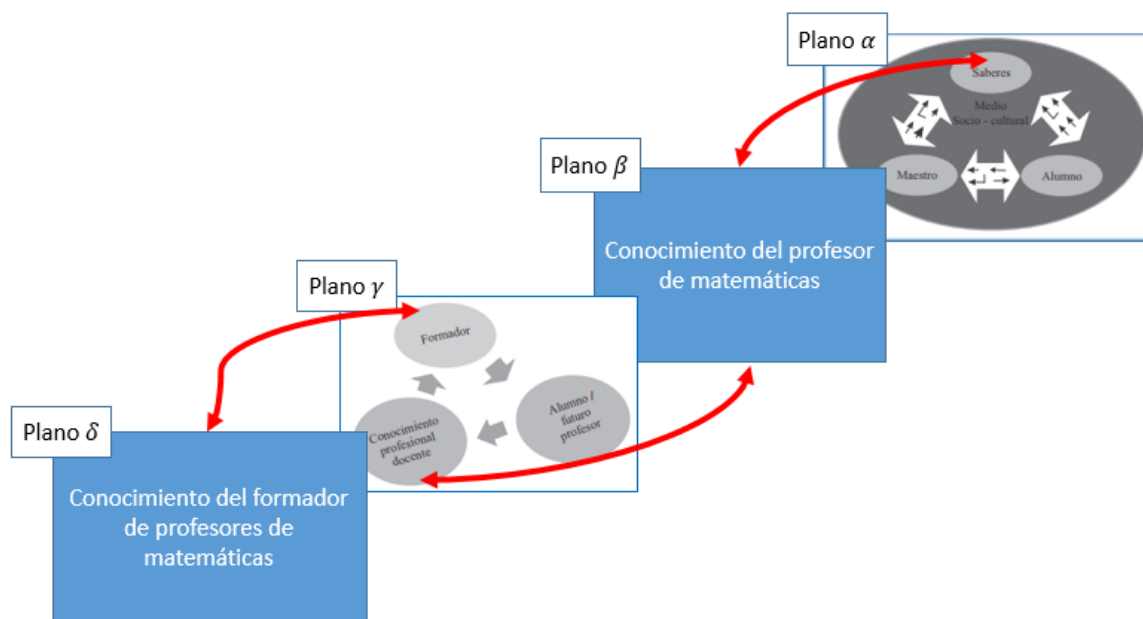 Plano α
Saberes
Medio
Socio - cultural
Maestro
Alumno
Plano β
Conocimiento del profesor
de matemáticas
Plano γ
Formador
Alumno /
futuro
profesor
Conocimiento
profesional
docente
Plano δ
Conocimiento del formador
de profesores de
matemáticas